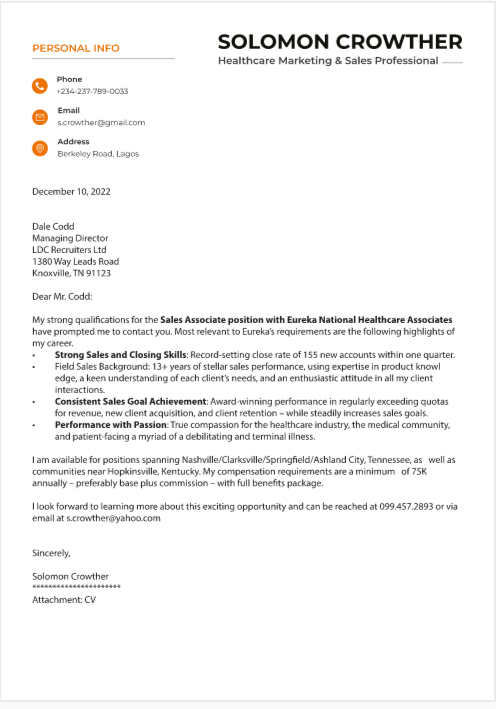 PERSONAL INFO
SOLOMON CROWTHER
Healthcare Marketing & Sales Professional
Phone
+234-237-789-0033
Email
s.crowther@gmail.com
Address
Berkeley Road, Lagos
December 10, 2022
Dale Codd
Managing Director
LDC Recruiters Ltd
1380 Way Leads Road
Knoxville, TN 91123
Dear Mr. Codd:
My strong qualifications for the Sales Associate position with Eureka National Healthcare Associates
have prompted me to contact you. Most relevant to Eureka's requirements are the following highlights of
my career.
• Strong Sales and Closing Skills: Record-setting close rate of 155 new accounts within one quarter.
• Field Sales Background: 13+ years of stellar sales performance, using expertise in product knowl
edge, a keen understanding of each client's needs, and an enthusiastic attitude in all my client
interactions.
• Consistent Sales Goal Achievement: Award-winning performance in regularly exceeding quotas
for revenue, new client acquisition, and client retention – while steadily increases sales goals.
• Performance with Passion: True compassion for the healthcare industry, the medical community,
and patient-facing a myriad of a debilitating and terminal illness.
I am available for positions spanning Nashville/Clarksville/Springfield/Ashland City, Tennessee, as well as
communities near Hopkinsville, Kentucky. My compensation requirements are a minimum of 75K
annually – preferably base plus commission – with full benefits package.
I look forward to learning more about this exciting opportunity and can be reached at 099.457.2893 or via
email at s.crowther@yahoo.com
Sincerely,
Solomon Crowther
**********************
Attachment: CV